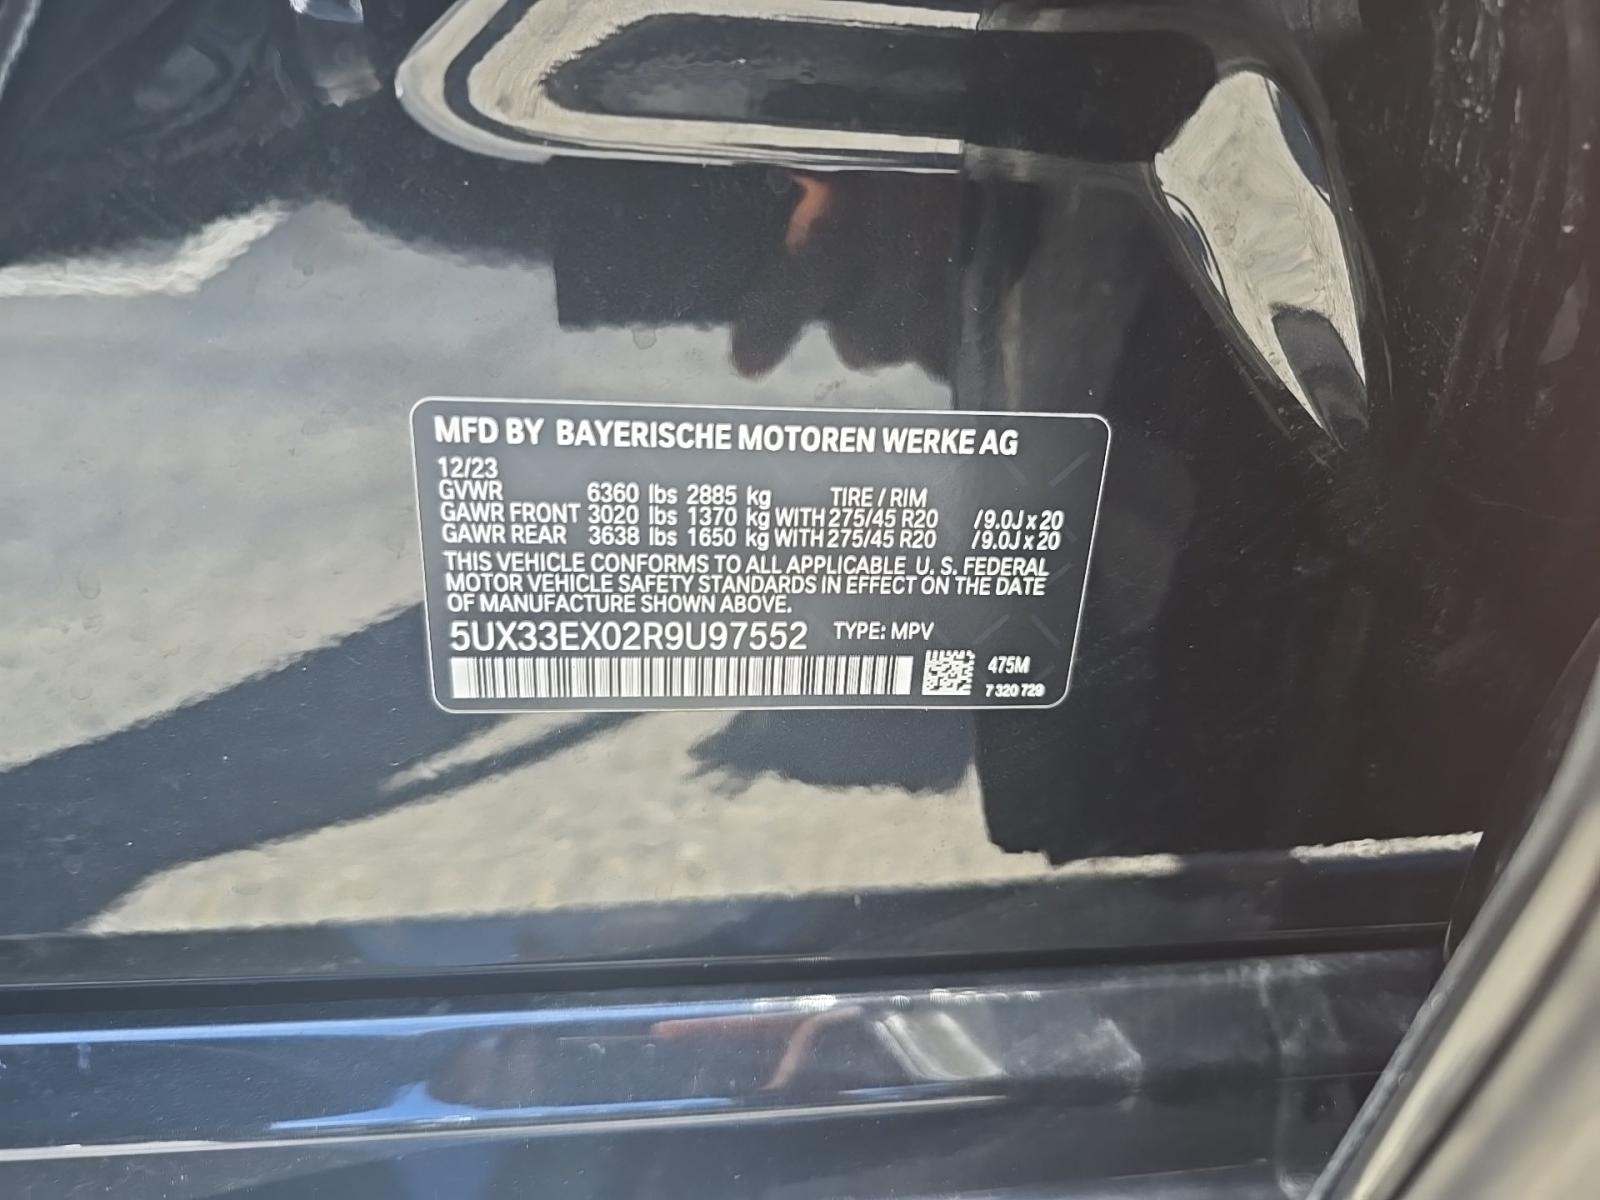 MFD BY BAYERISCHE MOTOREN WERKE AG
12/23
GVWR 6360 lbs 2885 kg TIRE / RIM
GAWR FRONT 3020 lbs 1370 kg WITH 275/45 R20 /9.0J x 20
GAWR REAR 3638 lbs 1650 kg WITH 275/45 R20 /9.0J x 20
THIS VEHICLE CONFORMS TO ALL APPLICABLE U. S. FEDERAL
MOTOR VEHICLE SAFETY STANDARDS IN EFFECT ON THE DATE
OF MANUFACTURE SHOWN ABOVE.
5UX33EX02R9U97552 TYPE: MPV
475M
7 320 729